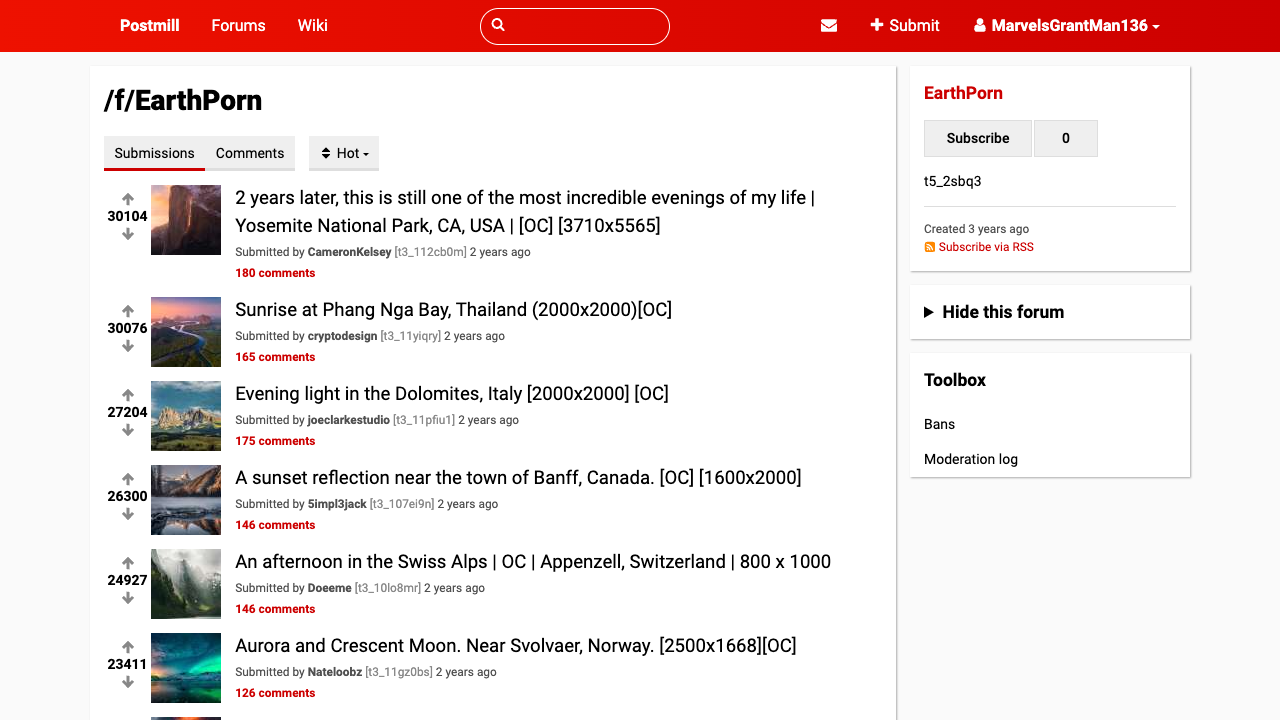 Postmill Forums Wiki Submit MarvelsGrantMan136
/f/EarthPorn
Submissions Comments Hot
30104
2 years later, this is still one of the most incredible evenings of my life |
Yosemite National Park, CA, USA | [OC] [3710x5565]
Submitted by CameronKelsey [t3_112cb0m] 2 years ago
180 comments
30076
Sunrise at Phang Nga Bay, Thailand (2000x2000)[OC]
Submitted by cryptodesign [t3_11yiqry] 2 years ago
165 comments
27204
Evening light in the Dolomites, Italy [2000x2000] [OC]
Submitted by joeclarkestudio [t3_11pfiu1] 2 years ago
175 comments
26300
A sunset reflection near the town of Banff, Canada. [OC] [1600x2000]
Submitted by 5impl3jack [t3_107ei9n] 2 years ago
146 comments
24927
An afternoon in the Swiss Alps | OC | Appenzell, Switzerland | 800 x 1000
Submitted by Doeeme [t3_10lo8mr] 2 years ago
146 comments
23411
Aurora and Crescent Moon. Near Svolvaer, Norway. [2500x1668][OC]
Submitted by Nateloobz [t3_11gz0bs] 2 years ago
126 comments
EarthPorn
Subscribe 0
t5_2sbq3
Created 3 years ago
Subscribe via RSS
Hide this forum
Toolbox
Bans
Moderation log